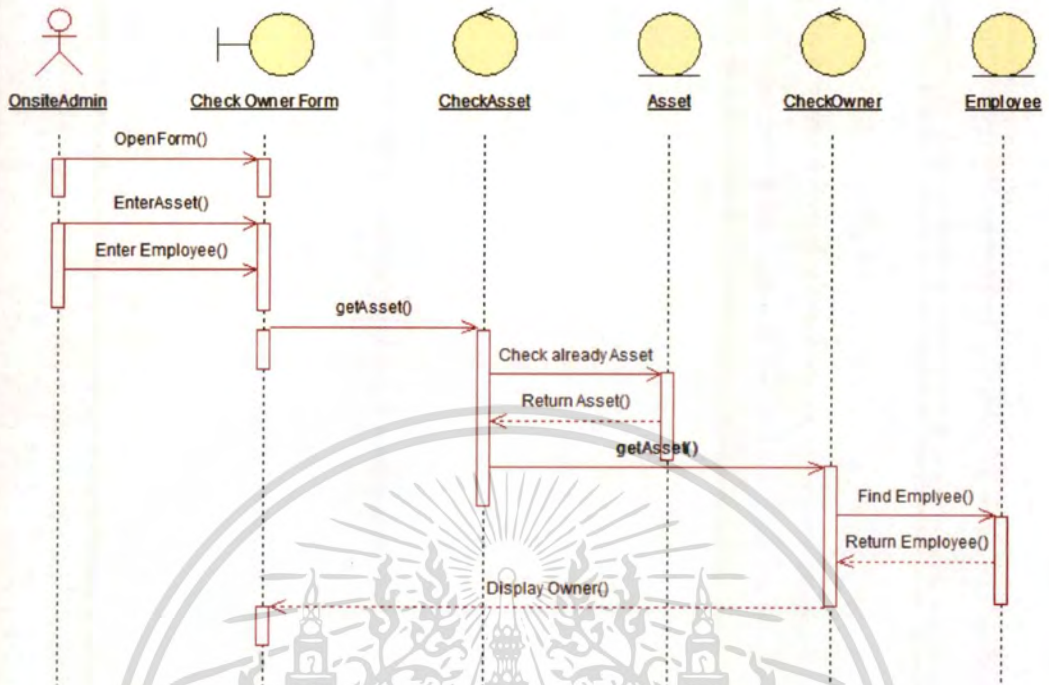 OnsiteAdmin
Check Owner Form
CheckAsset
Asset
CheckOwner
Employee
OpenForm()
EnterAsset()
Enter Employee()
getAsset()
Check already Asset
Return Asset()
getAsset()
Find Emplyee()
Return Employee()
Display Owner()